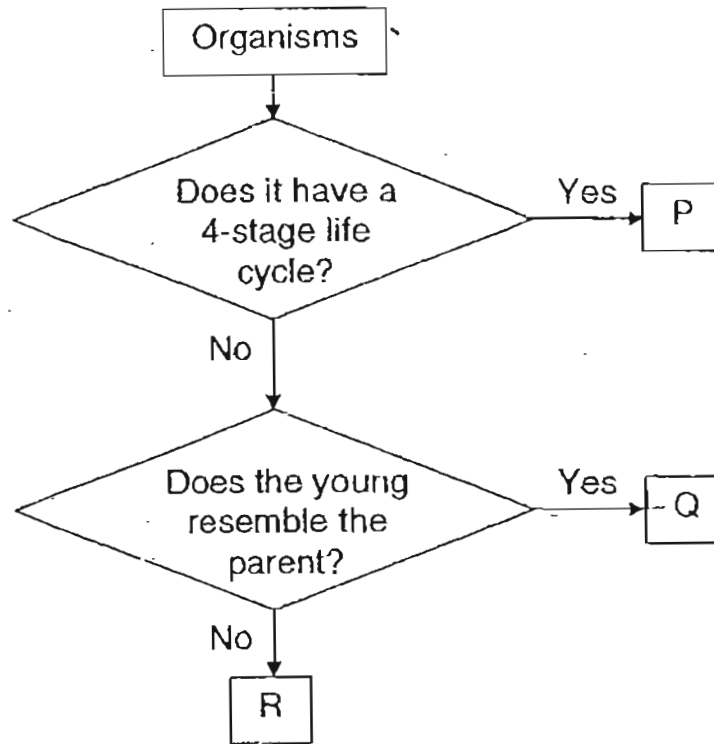 Organisms
Does it have a
4-stage life
cycle?
Yes
P
No
Does the young
resemble the
parent?
Yes
Q
No
R